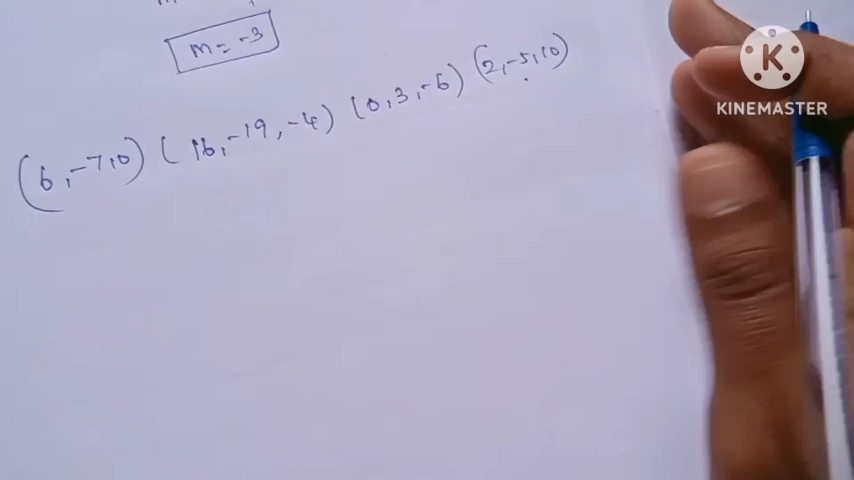 m = -3
(6, -7, 0) (16, -19, -4) (0, 3, -6) (2, -5, 10)
KINEMASTER